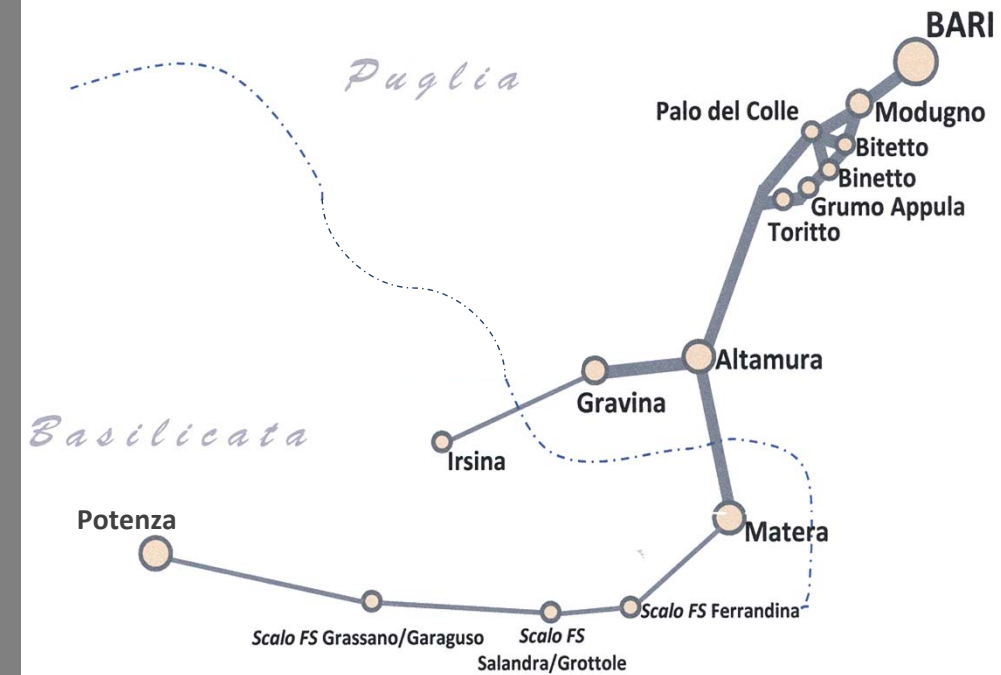 BARI
Puglia
Palo del Colle
Modugno
Bitetto
Binetto
Grumo Appula
Toritto
Altamura
Gravina
Basilicata
Irsina
Potenza
Matera
Scalo FS Ferrandina
Scalo FS Grassano/Garaguso
Scalo FS
Salandra/Grottole